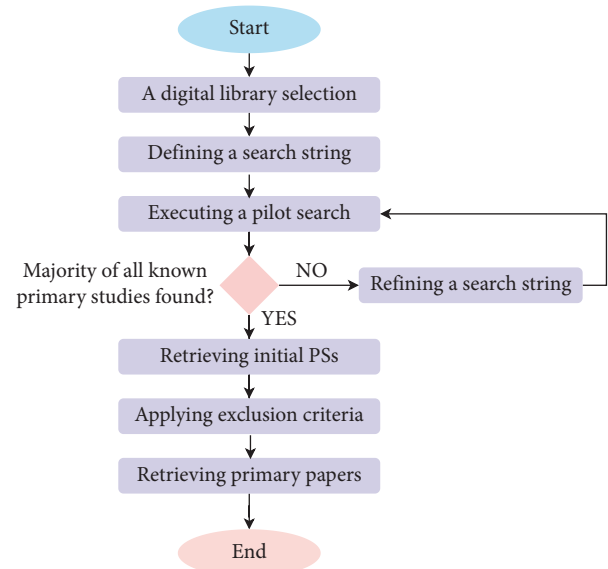 Start
A digital library selection
Defining a search string
Executing a pilot search
Majority of all known
primary studies found?
NO
Refining a search string
YES
Retrieving initial PSs
Applying exclusion criteria
Retrieving primary papers
End